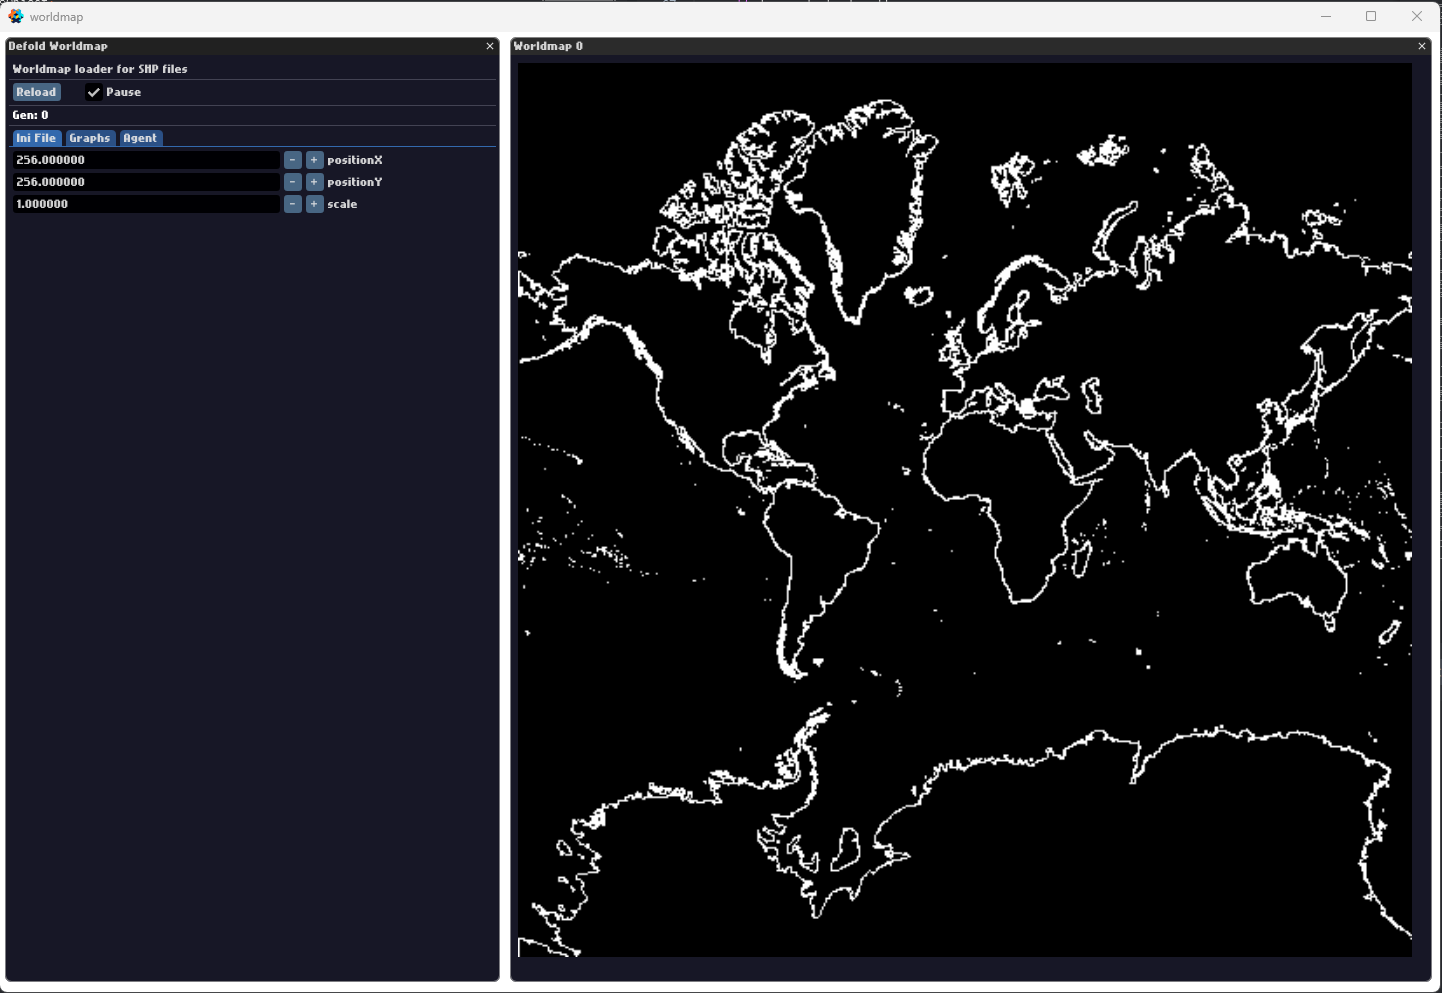 worldmap
Defold Worldmap
Worldmap loader for SHP files
Reload Pause
Gen: 0
Ini File Graphs Agent
256.000000 - + positionX
256.000000 - + positionY
1.000000 - + scale
Worldmap 0